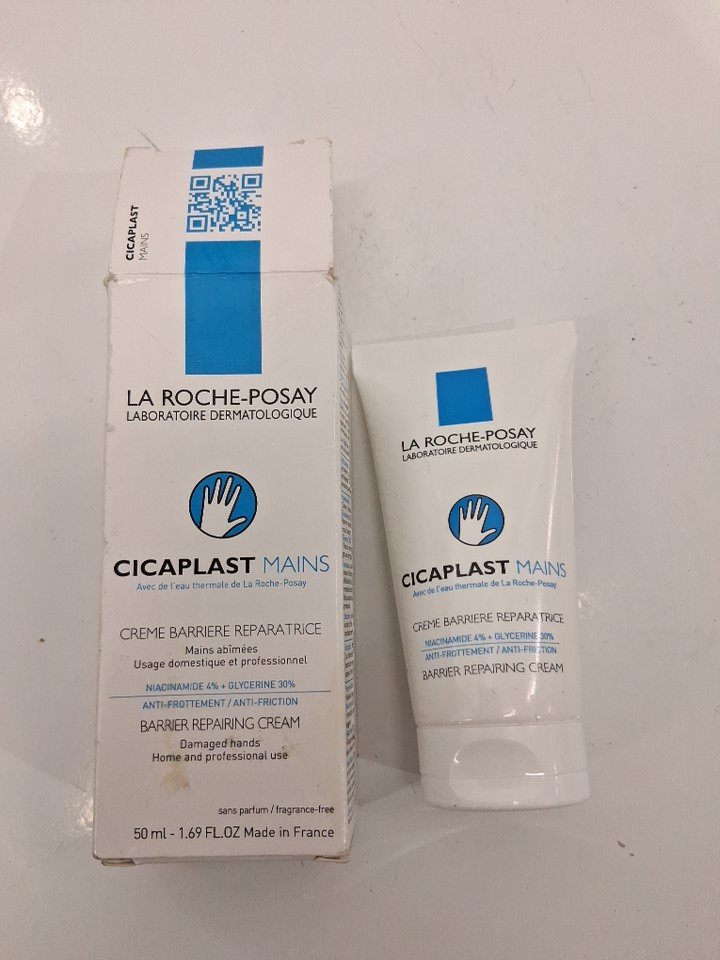 CICAPLAST
MAINS
LA ROCHE-POSAY
LABORATOIRE DERMATOLOGIQUE
CICAPLAST MAINS
Avec de l'eau thermale de La Roche-Posay
CREME BARRIERE REPARATRICE
Mains abîmées
Usage domestique et professionnel
NIACINAMIDE 4% + GLYCERINE 30%
ANTI-FROTTEMENT / ANTI-FRICTION
BARRIER REPAIRING CREAM
Damaged hands
Home and professional use
sans parfum / fragrance-free
50 ml - 1.69 FL.OZ Made in France
LA ROCHE-POSAY
LABORATOIRE DERMATOLOGIQUE
CICAPLAST MAINS
Avec de l'eau thermale de La Roche-Posay
CREME BARRIERE REPARATRICE
NIACINAMIDE 4% + GLYCERINE 30%
ANTI-FROTTEMENT / ANTI-FRICTION
BARRIER REPAIRING CREAM